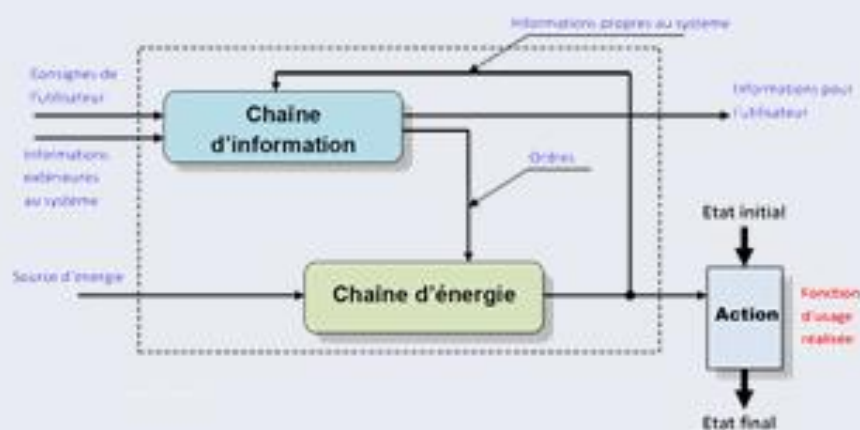 Informations propres au système
Consignes de
l'utilisateur
Chaîne
d'information
Informations pour
l'utilisateur
Informations
extérieures
au système
Ordres
Etat initial
Source d'énergie
Chaîne d'énergie
Action
Fonction
d'usage
réalisée
Etat final